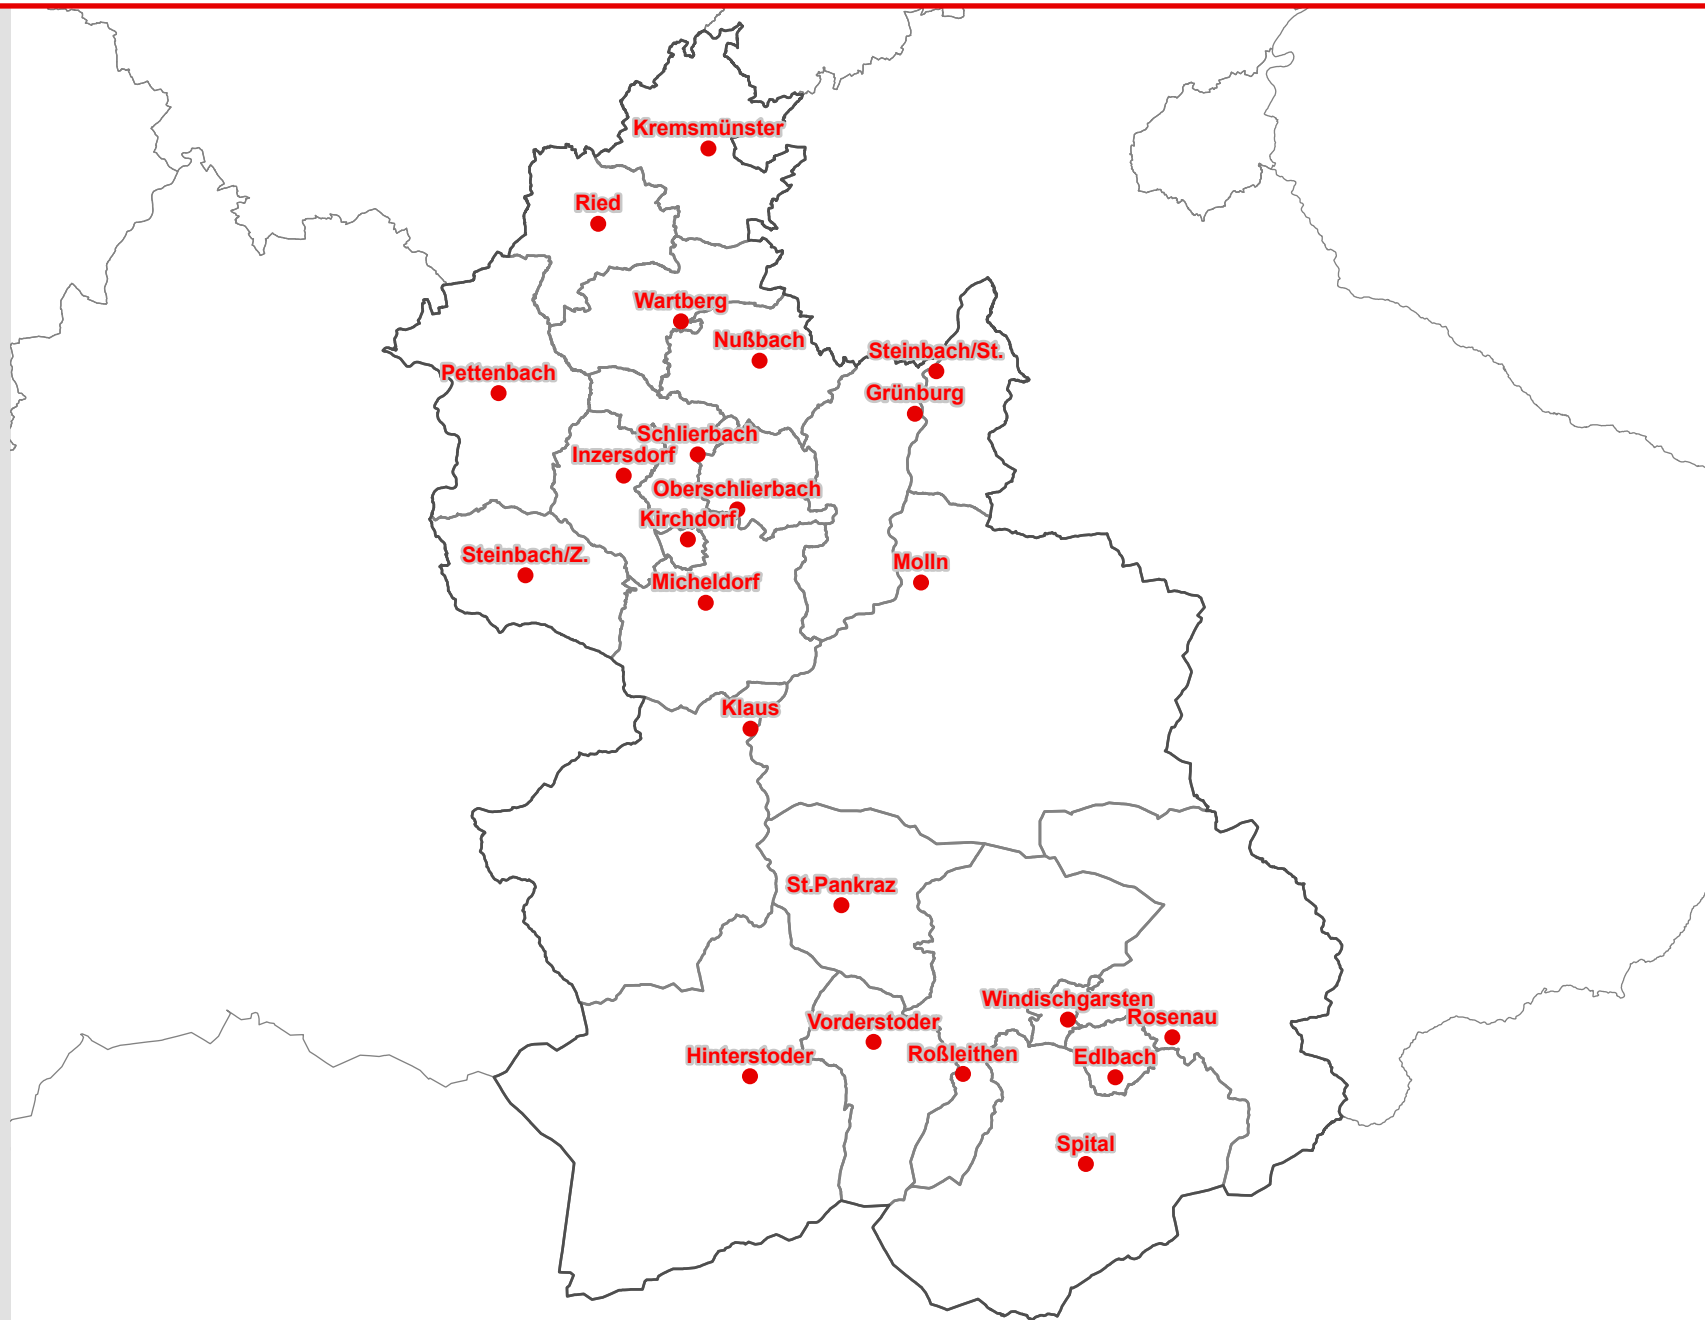 Kremsmünster
Ried
Wartberg
Nußbach
Steinbach/St.
Pettenbach
Grünburg
Schlierbach
Inzersdorf
Oberschlierbach
Kirchdorf
Steinbach/Z.
Molln
Micheldorf
Klaus
St.Pankraz
Windischgarsten
Rosenau
Vorderstoder
Roßleithen
Hinterstoder
Edlbach
Spital